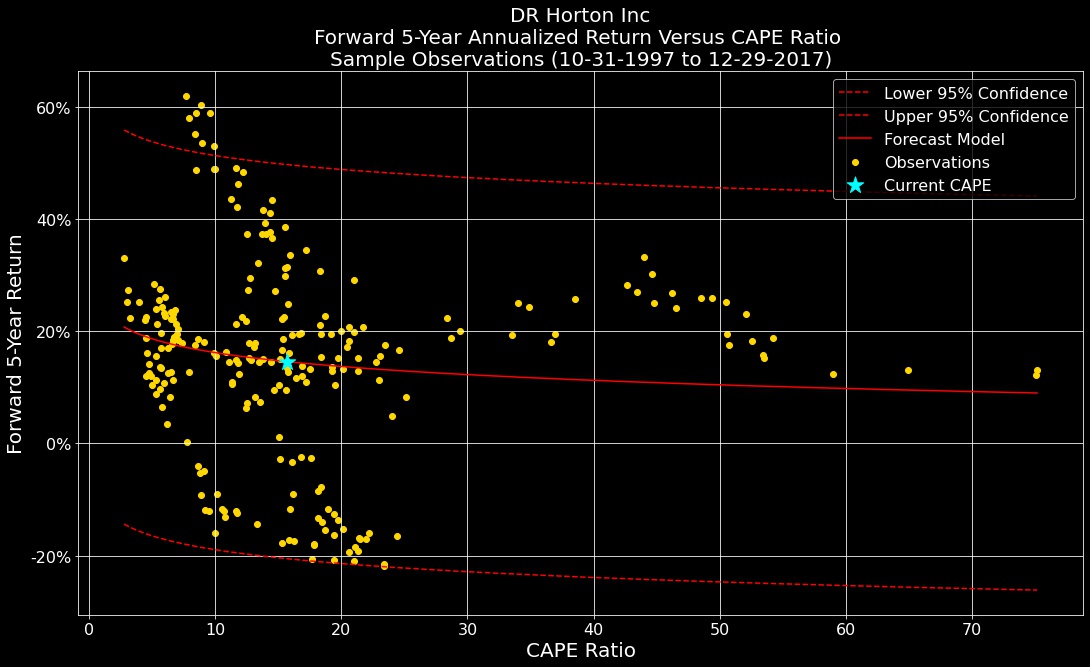 DR Horton Inc
Forward 5-Year Annualized Return Versus CAPE Ratio
Sample Observations (10-31-1997 to 12-29-2017)
Lower 95% Confidence
Upper 95% Confidence
Forecast Model
Observations
Current CAPE
Forward 5-Year Return
60%
40%
20%
0%
-20%
0 10 20 30 40 50 60 70
CAPE Ratio